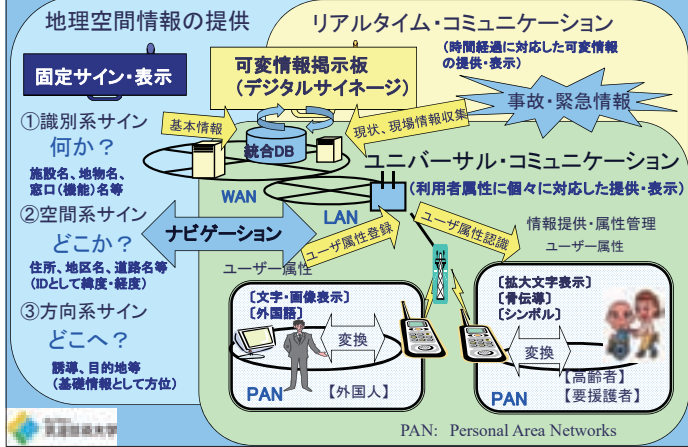 地理空間情報の提供
リアルタイム・コミュニケーション
(時間経過に対応した可変情報
の提供・表示)
固定サイン・表示
可変情報掲示板
(デジタルサイネージ)
事故・緊急情報
①識別系サイン
何か?
施設名、地物名、
窓口(機能)名等
基本情報
現状、現場情報収集
統合DB
ユニバーサル・コミュニケーション
(利用者属性に個々に対応した提供・表示)
WAN
LAN
②空間系サイン
どこか?
住所、地区名、道路名等
(IDとして緯度・経度)
ナビゲーション
ユーザ属性登録
ユーザ属性認識
情報提供・属性管理
ユーザー属性
ユーザー属性
③方向系サイン
どこへ?
誘導、目的地等
(基礎情報として方位)
[文字・画像表示]
[外国語]
変換
PAN
【外国人】
[拡大文字表示]
[骨伝導]
[シンボル]
変換
PAN
【高齢者】
【要援護者】
筑波技術大学
PAN: Personal Area Networks